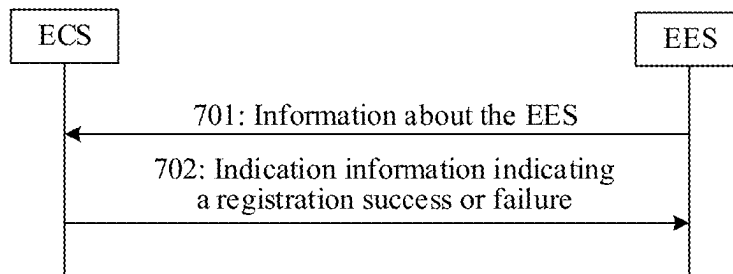 ECS
EES
701: Information about the EES
702: Indication information indicating
a registration success or failure